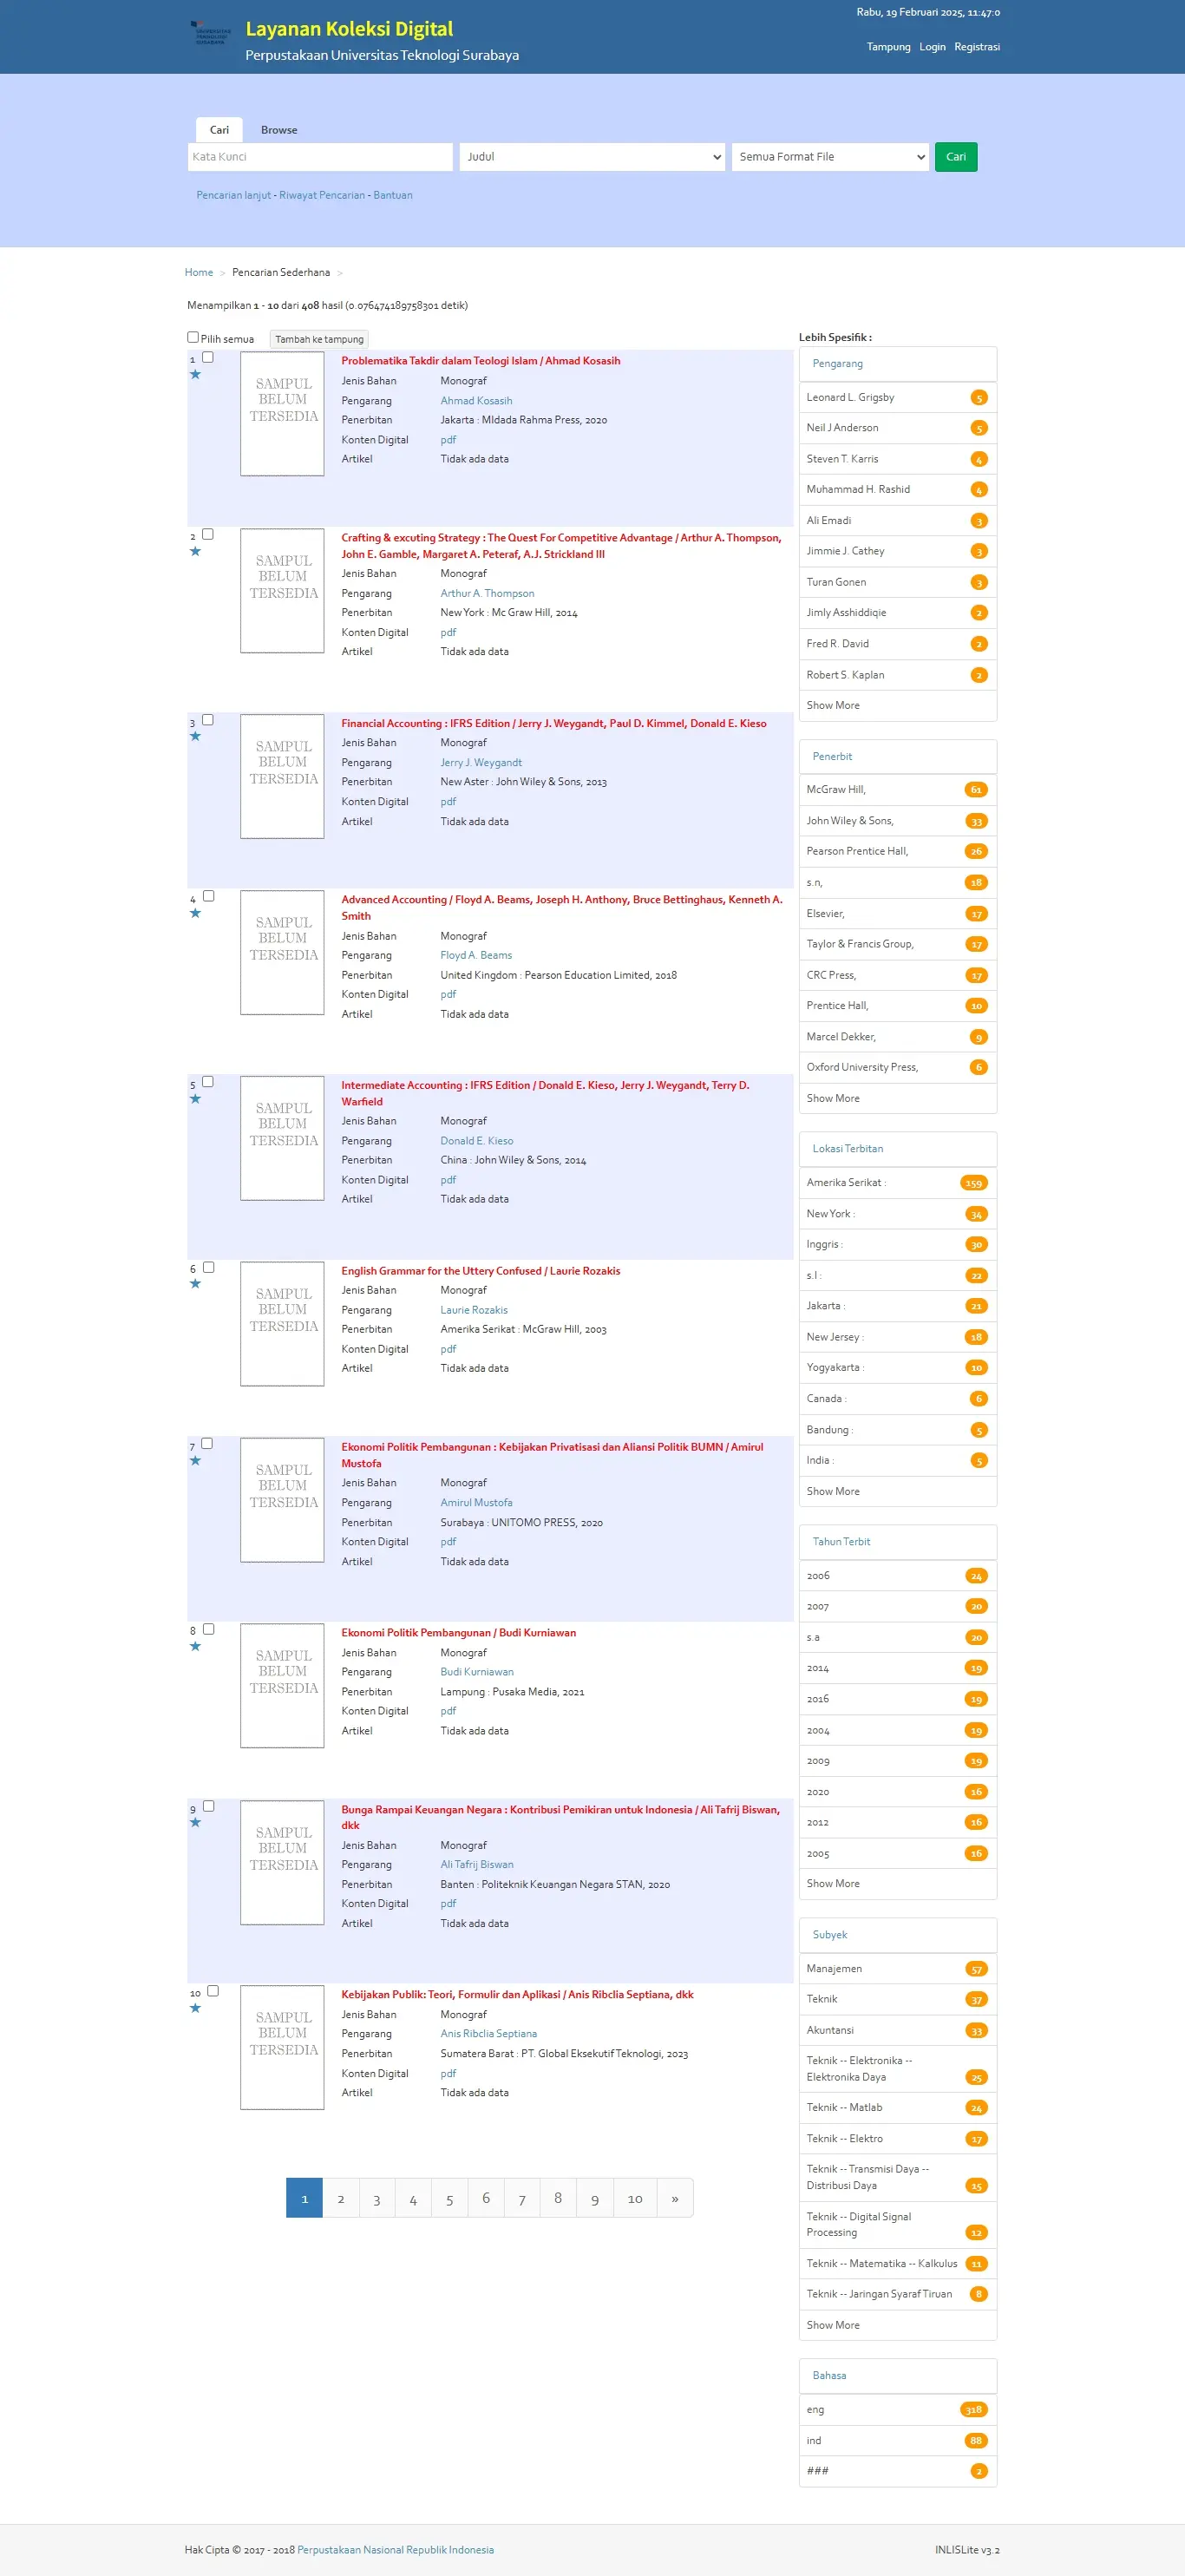 UNIVERSITAS
TEKNOLOGI
SURABAYA
Layanan Koleksi Digital
Perpustakaan Universitas Teknologi Surabaya
Rabu, 19 Februari 2025, 11:47:0
Tampung Login Registrasi
Cari Browse
Kata Kunci Judul Semua Format File Cari
Pencarian lanjut - Riwayat Pencarian - Bantuan
Home > Pencarian Sederhana >
Menampilkan 1 - 10 dari 408 hasil (0.076474189758301 detik)
Pilih semua Tambah ke tampung
1
SAMPUL
BELUM
TERSEDIA
Problematika Takdir dalam Teologi Islam / Ahmad Kosasih
Jenis Bahan Monograf
Pengarang Ahmad Kosasih
Penerbitan Jakarta : MIdada Rahma Press, 2020
Konten Digital pdf
Artikel Tidak ada data
2
SAMPUL
BELUM
TERSEDIA
Crafting & excuting Strategy : The Quest For Competitive Advantage / Arthur A. Thompson,
John E. Gamble, Margaret A. Peteraf, A.J. Strickland III
Jenis Bahan Monograf
Pengarang Arthur A. Thompson
Penerbitan New York : Mc Graw Hill, 2014
Konten Digital pdf
Artikel Tidak ada data
3
SAMPUL
BELUM
TERSEDIA
Financial Accounting : IFRS Edition / Jerry J. Weygandt, Paul D. Kimmel, Donald E. Kieso
Jenis Bahan Monograf
Pengarang Jerry J. Weygandt
Penerbitan New Aster : John Wiley & Sons, 2013
Konten Digital pdf
Artikel Tidak ada data
4
SAMPUL
BELUM
TERSEDIA
Advanced Accounting / Floyd A. Beams, Joseph H. Anthony, Bruce Bettinghaus, Kenneth A.
Smith
Jenis Bahan Monograf
Pengarang Floyd A. Beams
Penerbitan United Kingdom : Pearson Education Limited, 2018
Konten Digital pdf
Artikel Tidak ada data
5
SAMPUL
BELUM
TERSEDIA
Intermediate Accounting : IFRS Edition / Donald E. Kieso, Jerry J. Weygandt, Terry D.
Warfield
Jenis Bahan Monograf
Pengarang Donald E. Kieso
Penerbitan China : John Wiley & Sons, 2014
Konten Digital pdf
Artikel Tidak ada data
6
SAMPUL
BELUM
TERSEDIA
English Grammar for the Uttery Confused / Laurie Rozakis
Jenis Bahan Monograf
Pengarang Laurie Rozakis
Penerbitan Amerika Serikat : McGraw Hill, 2003
Konten Digital pdf
Artikel Tidak ada data
7
SAMPUL
BELUM
TERSEDIA
Ekonomi Politik Pembangunan : Kebijakan Privatisasi dan Aliansi Politik BUMN / Amirul
Mustofa
Jenis Bahan Monograf
Pengarang Amirul Mustofa
Penerbitan Surabaya : UNITOMO PRESS, 2020
Konten Digital pdf
Artikel Tidak ada data
8
SAMPUL
BELUM
TERSEDIA
Ekonomi Politik Pembangunan / Budi Kurniawan
Jenis Bahan Monograf
Pengarang Budi Kurniawan
Penerbitan Lampung : Pusaka Media, 2021
Konten Digital pdf
Artikel Tidak ada data
9
SAMPUL
BELUM
TERSEDIA
Bunga Rampai Keuangan Negara : Kontribusi Pemikiran untuk Indonesia / Ali Tafrij Biswan,
dkk
Jenis Bahan Monograf
Pengarang Ali Tafrij Biswan
Penerbitan Banten : Politeknik Keuangan Negara STAN, 2020
Konten Digital pdf
Artikel Tidak ada data
10
SAMPUL
BELUM
TERSEDIA
Kebijakan Publik: Teori, Formulir dan Aplikasi / Anis Ribclia Septiana, dkk
Jenis Bahan Monograf
Pengarang Anis Ribclia Septiana
Penerbitan Sumatera Barat : PT. Global Eksekutif Teknologi, 2023
Konten Digital pdf
Artikel Tidak ada data
1 2 3 4 5 6 7 8 9 10 »
Lebih Spesifik :
Pengarang
Leonard L. Grigsby 5
Neil J Anderson 5
Steven T. Karris 4
Muhammad H. Rashid 4
Ali Emadi 3
Jimmie J. Cathey 3
Turan Gonen 3
Jimly Asshiddiqie 2
Fred R. David 2
Robert S. Kaplan 2
Show More
Penerbit
McGraw Hill, 61
John Wiley & Sons, 33
Pearson Prentice Hall, 26
s.n, 18
Elsevier, 17
Taylor & Francis Group, 17
CRC Press, 17
Prentice Hall, 10
Marcel Dekker, 9
Oxford University Press, 6
Show More
Lokasi Terbitan
Amerika Serikat : 159
New York : 34
Inggris : 30
s.l : 22
Jakarta : 21
New Jersey : 18
Yogyakarta : 10
Canada : 6
Bandung : 5
India : 5
Show More
Tahun Terbit
2006 24
2007 20
s.a 20
2014 19
2016 19
2004 19
2009 19
2020 16
2012 16
2005 16
Show More
Subyek
Manajemen 57
Teknik 37
Akuntansi 33
Teknik -- Elektronika --
Elektronika Daya 25
Teknik -- Matlab 24
Teknik -- Elektro 17
Teknik -- Transmisi Daya --
Distribusi Daya 15
Teknik -- Digital Signal
Processing 12
Teknik -- Matematika -- Kalkulus 11
Teknik -- Jaringan Syaraf Tiruan 8
Show More
Bahasa
eng 318
ind 88
### 2
Hak Cipta © 2017 - 2018 Perpustakaan Nasional Republik Indonesia
INLISLite v3.2